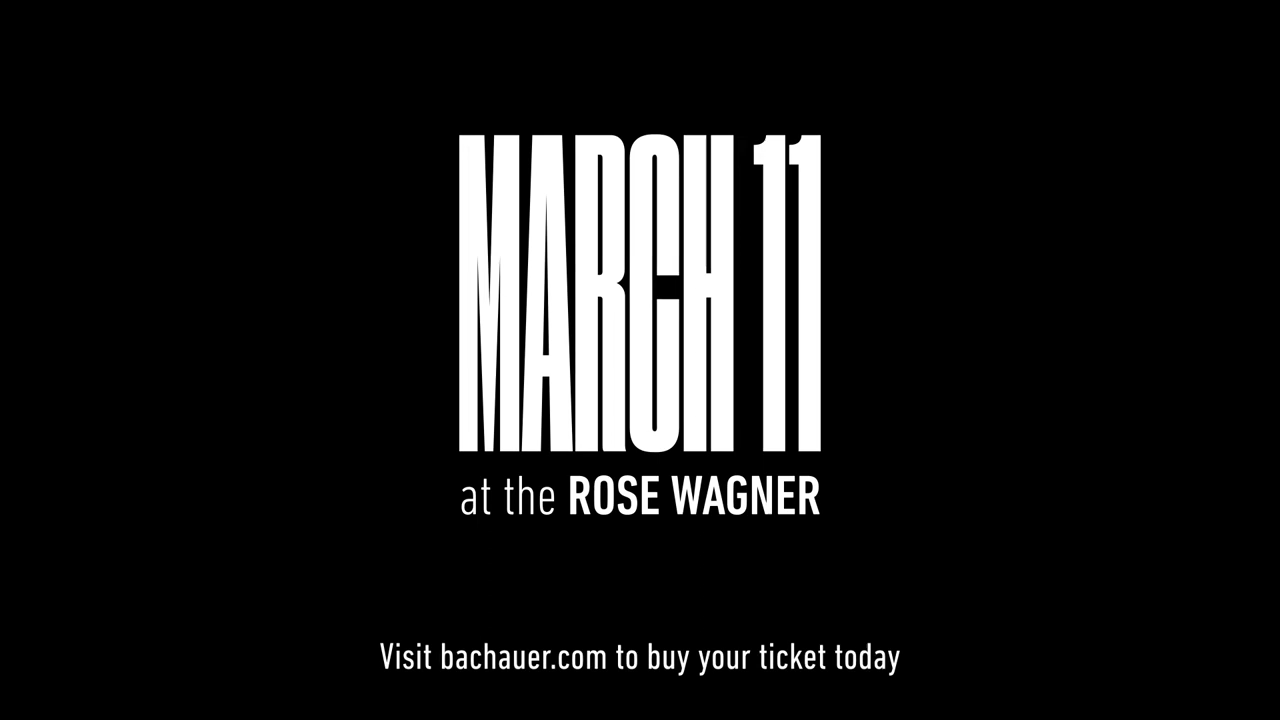 MARCH 11
at the ROSE WAGNER
Visit bachauer.com to buy your ticket today